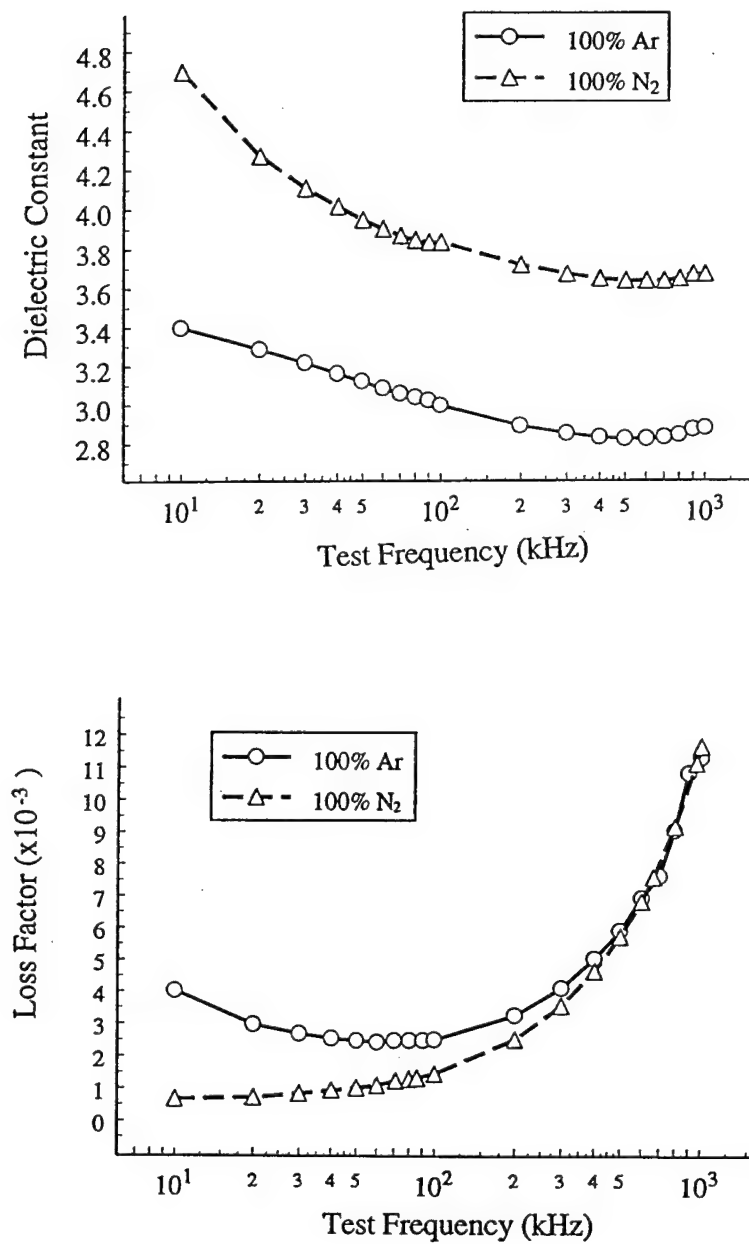 100% Ar
100% N₂
4.8
4.6
4.4
4.2
4.0
3.8
3.6
3.4
3.2
3.0
2.8
Dielectric Constant
10¹ 2 3 4 5 10² 2 3 4 5 10³
Test Frequency (kHz)
100% Ar
100% N₂
12
11
10
9
8
7
6
5
4
3
2
1
0
Loss Factor (x10⁻³)
10¹ 2 3 4 5 10² 2 3 4 5 10³
Test Frequency (kHz)